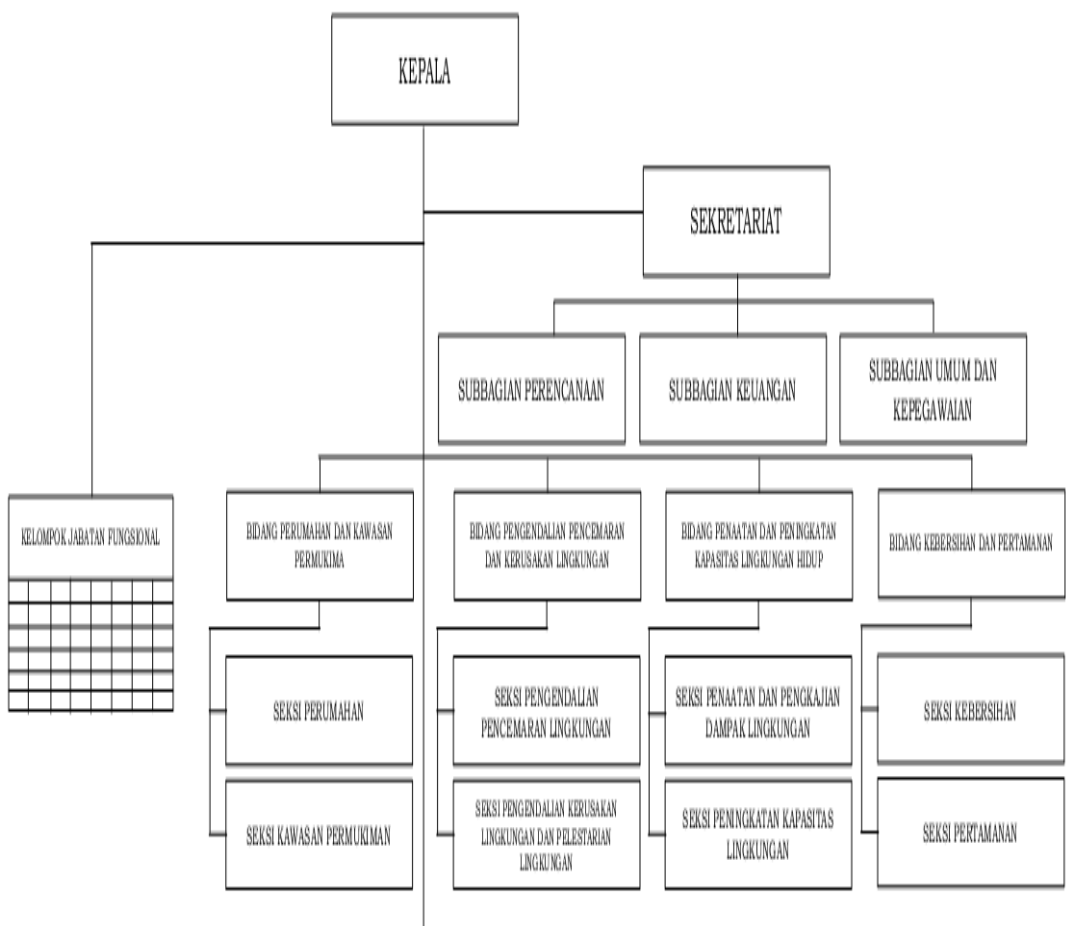 KEPALA
SEKRETARIAT
SUBBAGIAN PERENCANAAN
SUBBAGIAN KEUANGAN
SUBBAGIAN UMUM DAN
KEPEGAWAIAN
KELOMPOK JABATAN FUNGSIONAL
BIDANG PERUMAHAN DAN KAWASAN
PERMUKIMA
BIDANG PENGENDALIAN PENCEMARAN
DAN KERUSAKAN LINGKUNGAN
BIDANG PENAATAN DAN PENINGKATAN
KAPASITAS LINGKUNGAN HIDUP
BIDANG KEBERSIHAN DAN PERTAMANAN
SEKSI PERUMAHAN
SEKSI PENGENDALIAN
PENCEMARAN LINGKUNGAN
SEKSI PENAATAN DAN PENGKAJIAN
DAMPAK LINGKUNGAN
SEKSI KEBERSIHAN
SEKSI KAWASAN PERMUKIMAN
SEKSI PENGENDALIAN KERUSAKAN
LINGKUNGAN DAN PELESTARIAN
LINGKUNGAN
SEKSI PENINGKATAN KAPASITAS
LINGKUNGAN
SEKSI PERTAMANAN